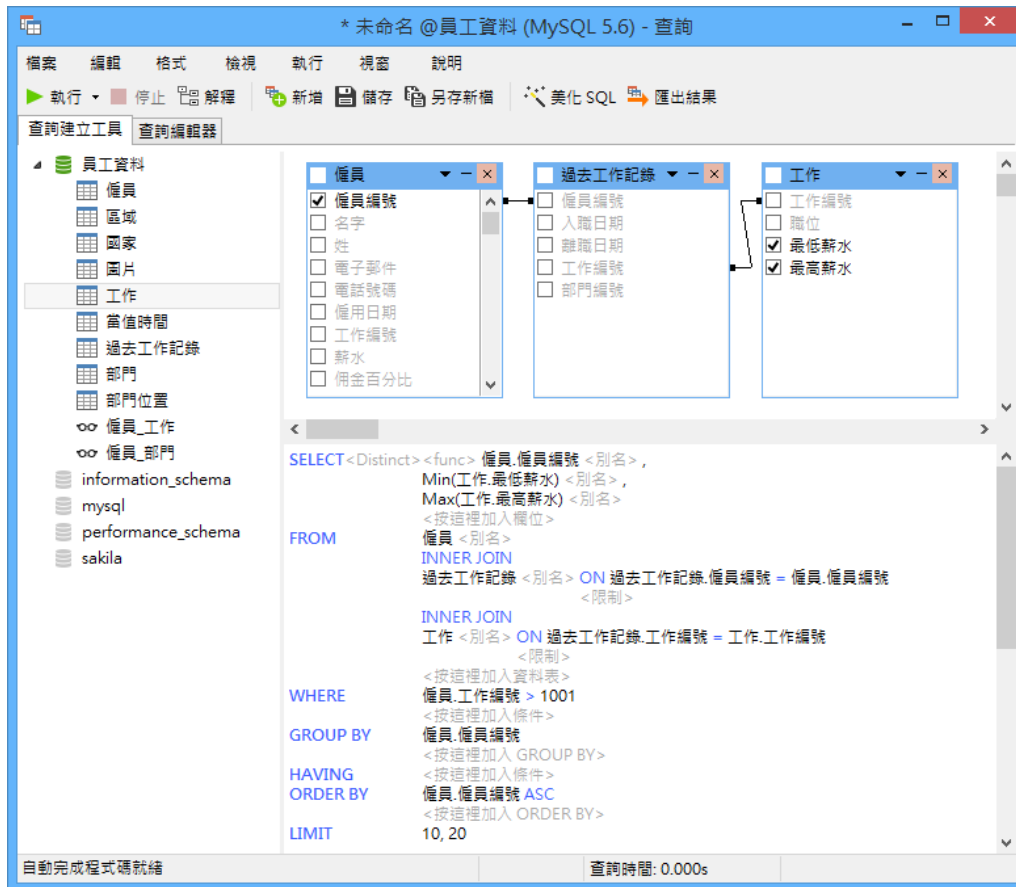 * 未命名 @員工資料 (MySQL 5.6) - 查詢
檔案 編輯 格式 檢視 執行 視窗 說明
執行 停止 解釋 新增 儲存 另存新檔 美化 SQL 匯出結果
查詢建立工具 查詢編輯器
員工資料
僱員
區域
國家
圖片
工作
當值時間
過去工作記錄
部門
部門位置
僱員_工作
僱員_部門
information_schema
mysql
performance_schema
sakila
僱員
僱員編號
名字
姓
電子郵件
電話號碼
僱用日期
工作編號
薪水
佣金百分比
過去工作記錄
僱員編號
入職日期
離職日期
工作編號
部門編號
工作
工作編號
職位
最低薪水
最高薪水
SELECT <Distinct> <func> 僱員.僱員編號 <別名> ,
Min(工作.最低薪水) <別名> ,
Max(工作.最高薪水) <別名>
<按這裡加入欄位>
FROM 僱員 <別名>
INNER JOIN
過去工作記錄 <別名> ON 過去工作記錄.僱員編號 = 僱員.僱員編號
<限制>
INNER JOIN
工作 <別名> ON 過去工作記錄.工作編號 = 工作.工作編號
<限制>
<按這裡加入資料表>
WHERE 僱員.工作編號 > 1001
<按這裡加入條件>
GROUP BY 僱員.僱員編號
<按這裡加入 GROUP BY>
HAVING <按這裡加入條件>
ORDER BY 僱員.僱員編號 ASC
<按這裡加入 ORDER BY>
LIMIT 10, 20
自動完成程式碼就緒 查詢時間: 0.000s